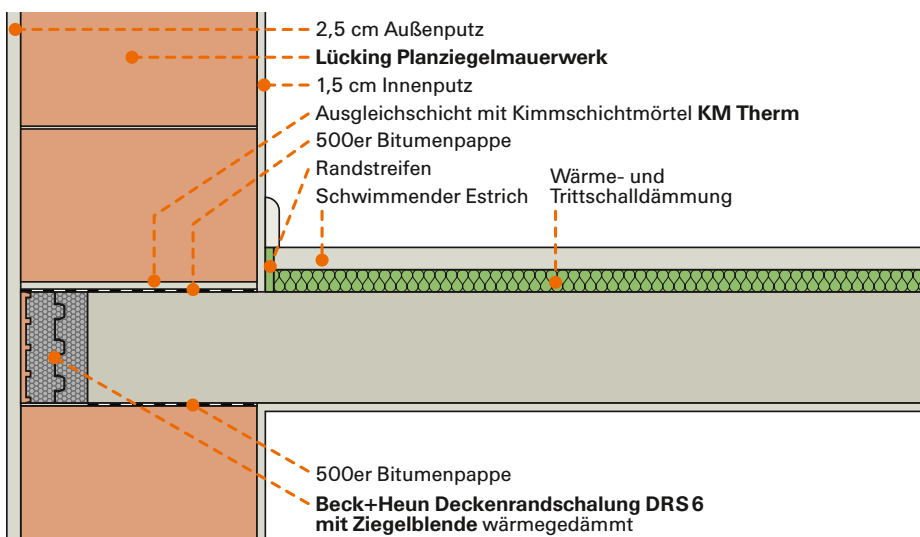 2,5 cm Außenputz
Lücking Planziegelmauerwerk
1,5 cm Innenputz
Ausgleichschicht mit Kimmschichtmörtel KM Therm
500er Bitumenpappe
Randstreifen
Schwimmender Estrich
Wärme- und
Trittschalldämmung
500er Bitumenpappe
Beck+Heun Deckenrandschalung DRS 6
mit Ziegelblende wärmegedämmt